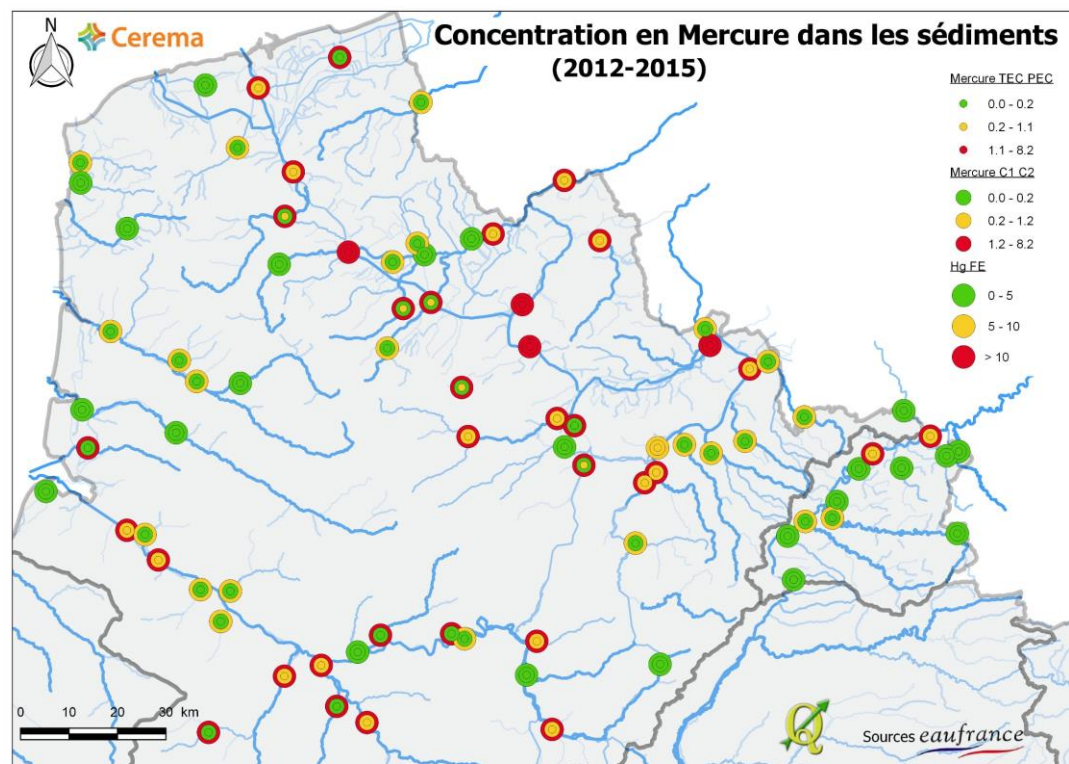 N
Cerema
Concentration en Mercure dans les sédiments
(2012-2015)
Mercure TEC PEC
0.0 - 0.2
0.2 - 1.1
1.1 - 8.2
Mercure C1 C2
0.0 - 0.2
0.2 - 1.2
1.2 - 8.2
Hg FE
0 - 5
5 - 10
> 10
0 10 20 30 km
Q
Sources eaufrance